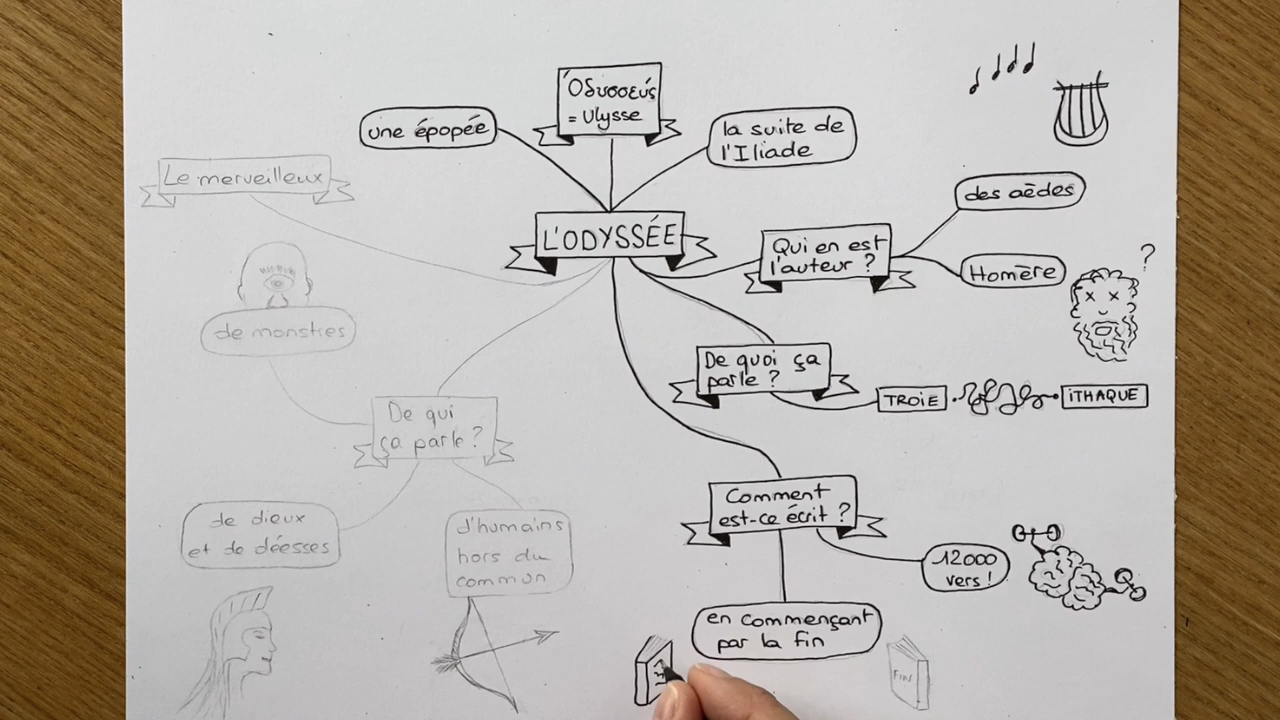 Ὀδυσσεύς
= Ulysse
une épopée
la suite de
l'Iliade
Le merveilleux
L'ODYSSÉE
Qui en est
l'auteur ?
des aèdes
Homère
?
de monstres
De quoi ça
parle ?
TROIE
ITHAQUE
De qui
ça parle ?
Comment
est-ce écrit ?
12000
vers !
de dieux
et de déesses
d'humains
hors du
commun
en commençant
par la fin
FIN